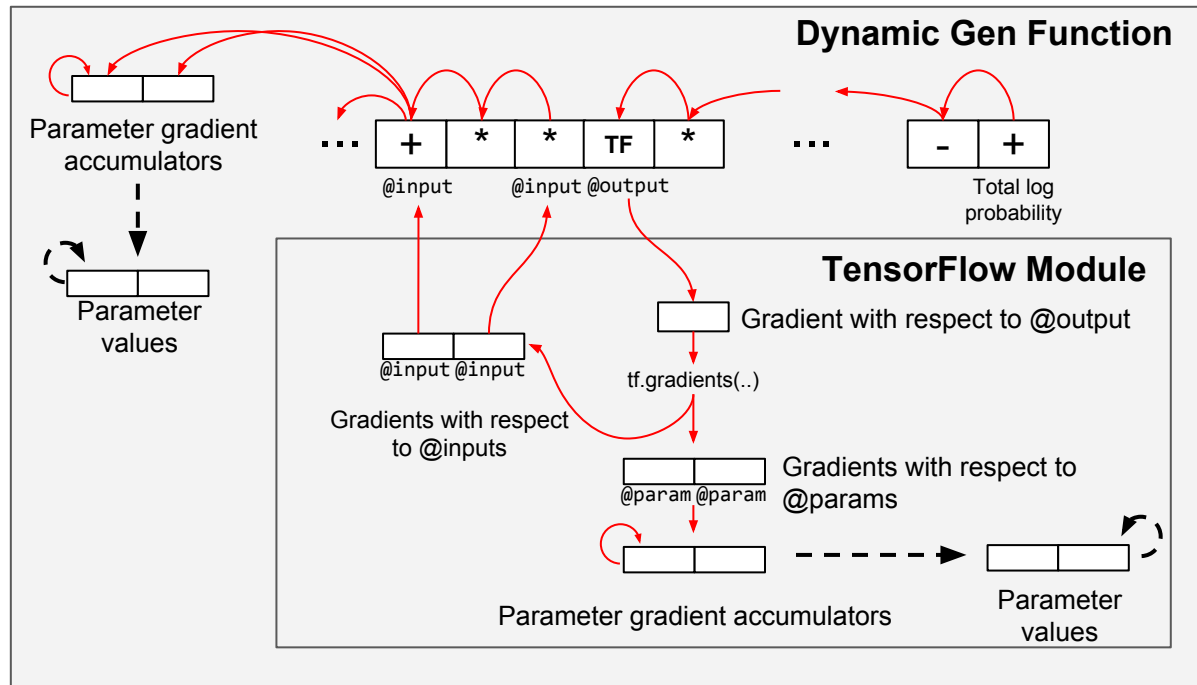 Dynamic Gen Function
Parameter gradient
accumulators
...
+
*
*
TF
*
...
-
+
@input
@input
@output
Total log
probability
Parameter
values
TensorFlow Module
Gradient with respect to @output
@input
@input
tf.gradients(..)
Gradients with respect
to @inputs
Gradients with respect to
@params
@param
@param
Parameter gradient accumulators
Parameter
values